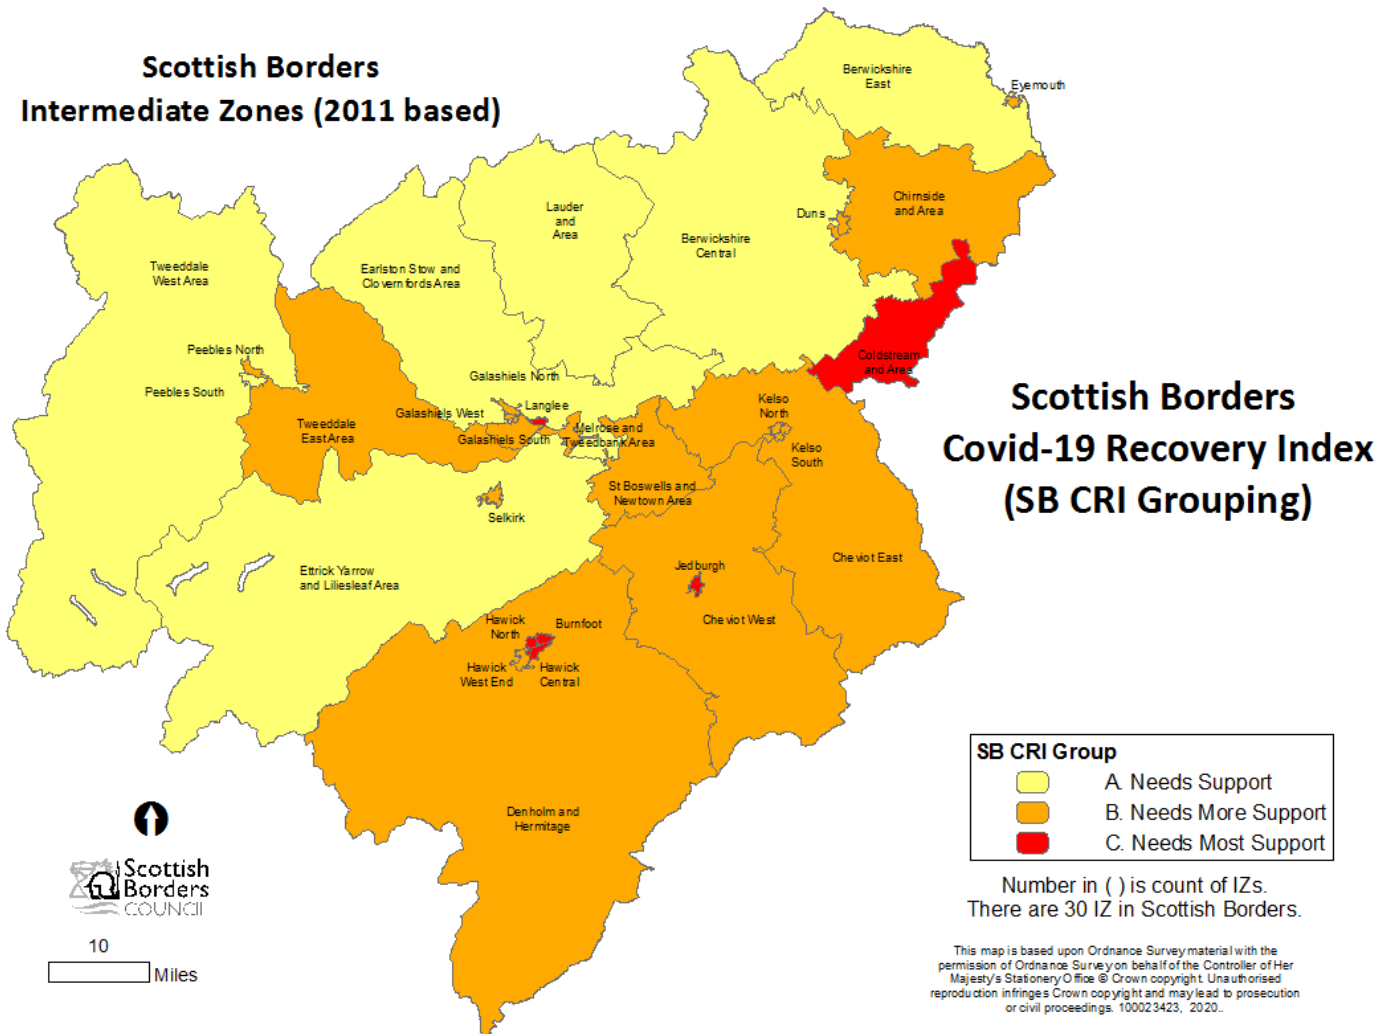 Scottish Borders
Intermediate Zones (2011 based)
Berwickshire
East
Eyemouth
Chirnside
and Area
Duns
Lauder
and
Area
Berwickshire
Central
Tweeddale
West Area
Earlston Stow and
Clovernfords Area
Peebles North
Peebles South
Galashiels North
Coldstream
and Area
Galashiels West
Langlee
Kelso
North
Tweeddale
East Area
Galashiels South
Melrose and
Tweedbank Area
Kelso
South
St Boswells and
Newtown Area
Selkirk
Scottish Borders
Covid-19 Recovery Index
(SB CRI Grouping)
Ettrick Yarrow
and Liliesleaf Area
Jedburgh
Cheviot East
Hawick
North
Burnfoot
Cheviot West
Hawick
West End
Hawick
Central
Denholm and
Hermitage
SB CRI Group
A. Needs Support
B. Needs More Support
C. Needs Most Support
Number in ( ) is count of IZs.
There are 30 IZ in Scottish Borders.
Scottish
Borders
COUNCIL
10
Miles
This map is based upon Ordnance Survey material with the
permission of Ordnance Survey on behalf of the Controller of Her
Majesty's Stationery Office © Crown copyright. Unauthorised
reproduction infringes Crown copyright and may lead to prosecution
or civil proceedings. 100023423, 2020..